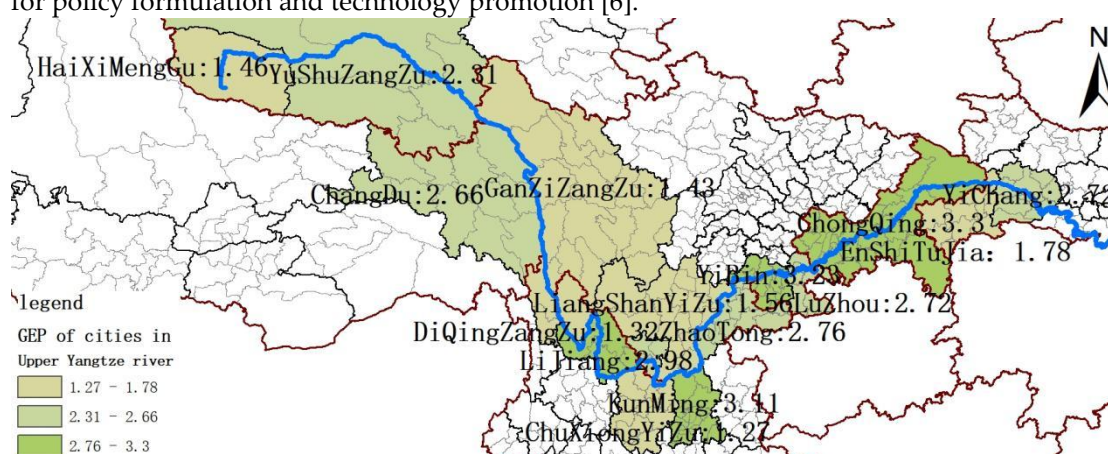 for policy formulation and technology promotion [6].
N
HaiXiMengGu:1.46
YuShuZangZu:2.31
ChangDu:2.66
GanZiZangZu:1.43
YiChang:2.72
ChongQing:3.3
EnShiTuJia: 1.78
YiBin:3.23
LiangShanYiZu:1.56
LuZhou:2.72
DiQingZangZu:1.32
ZhaoTong:2.76
LiJiang:2.98
KunMing:3.11
ChuXiongYiZu:1.27
legend
GEP of cities in
Upper Yangtze river
1.27 - 1.78
2.31 - 2.66
2.76 - 3.3